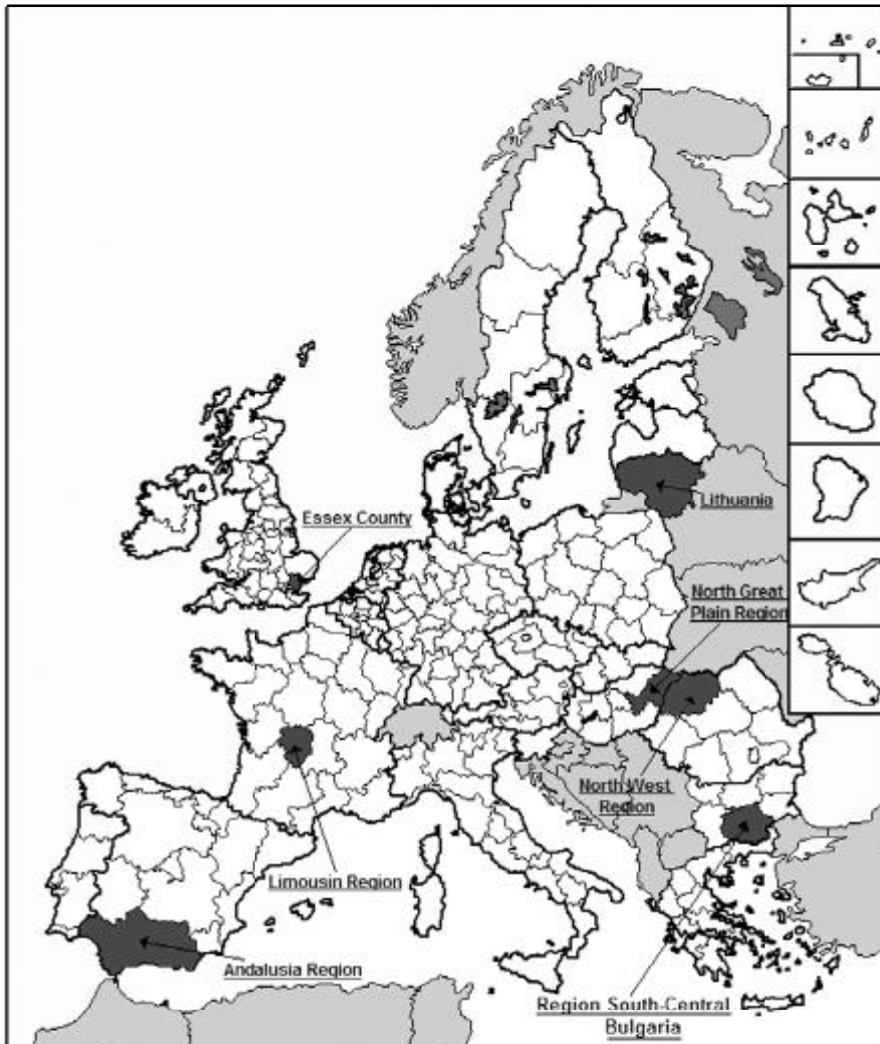 Essex County
Lithuania
North Great
Plain Region
North West
Region
Limousin Region
Andalusia Region
Region South-Central
Bulgaria